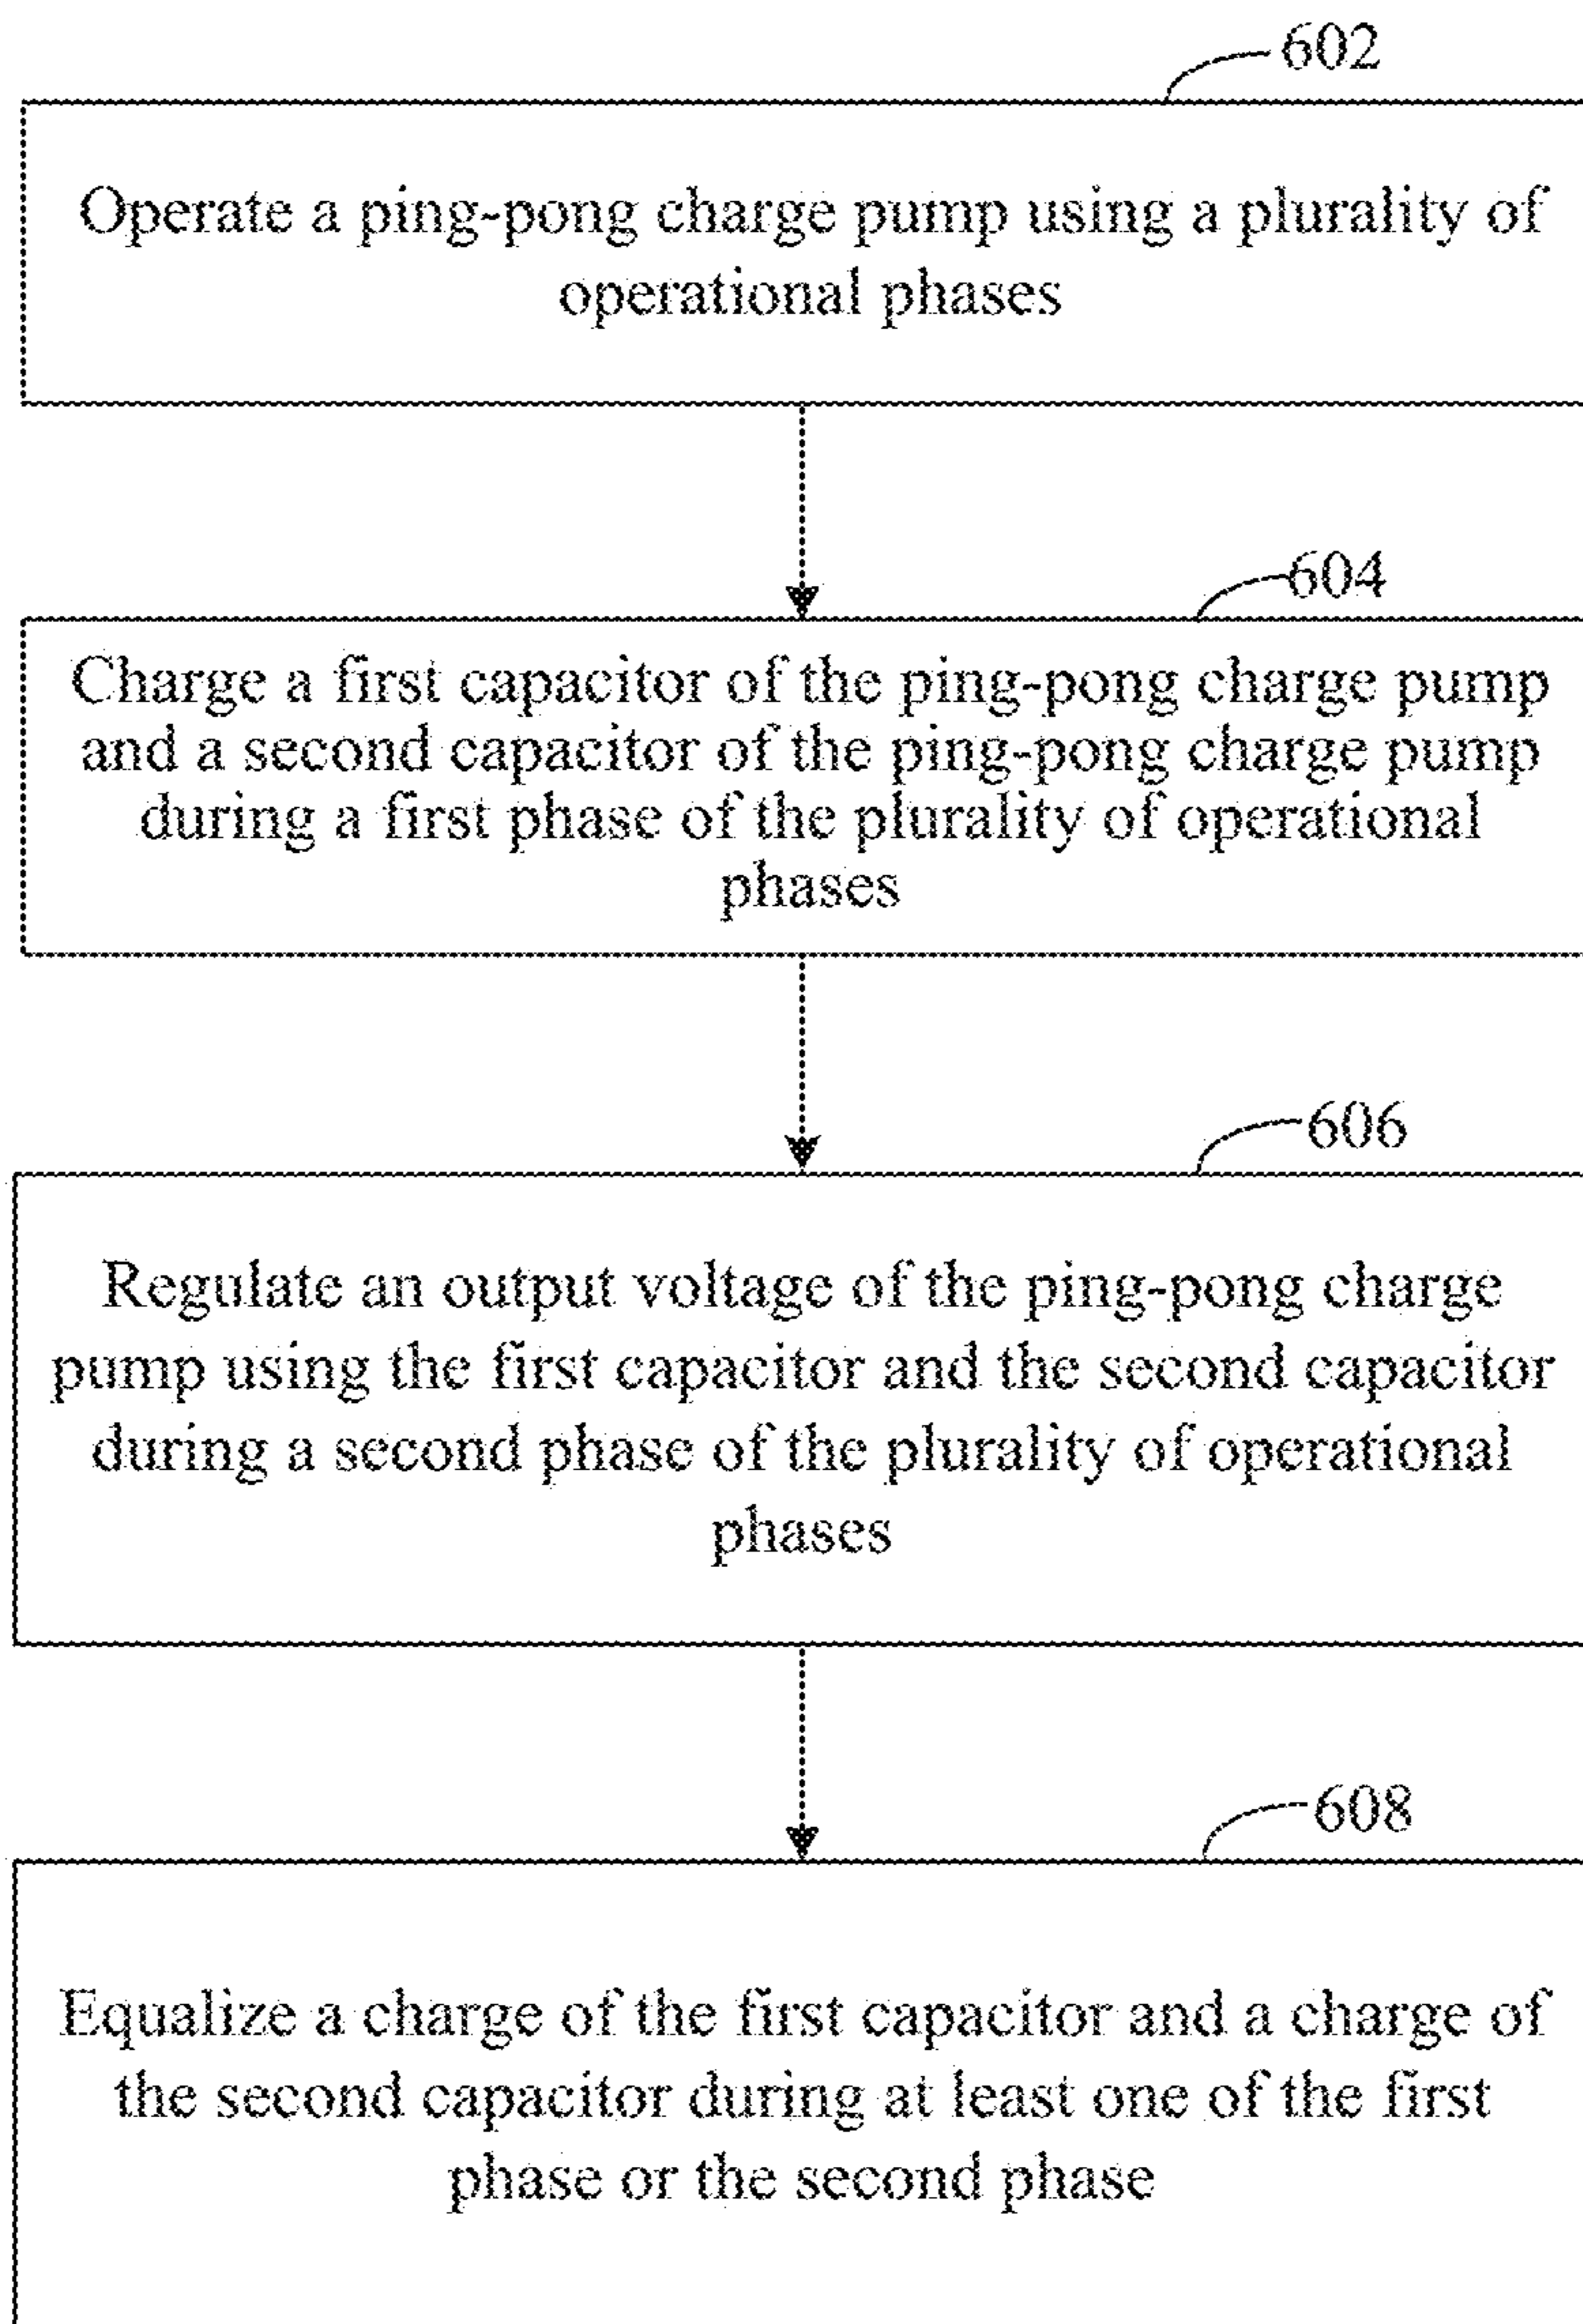 602
Operate a ping-pong charge pump using a plurality of
operational phases
604
Charge a first capacitor of the ping-pong charge pump
and a second capacitor of the ping-pong charge pump
during a first phase of the plurality of operational
phases
606
Regulate an output voltage of the ping-pong charge
pump using the first capacitor and the second capacitor
during a second phase of the plurality of operational
phases
608
Equalize a charge of the first capacitor and a charge of
the second capacitor during at least one of the first
phase or the second phase